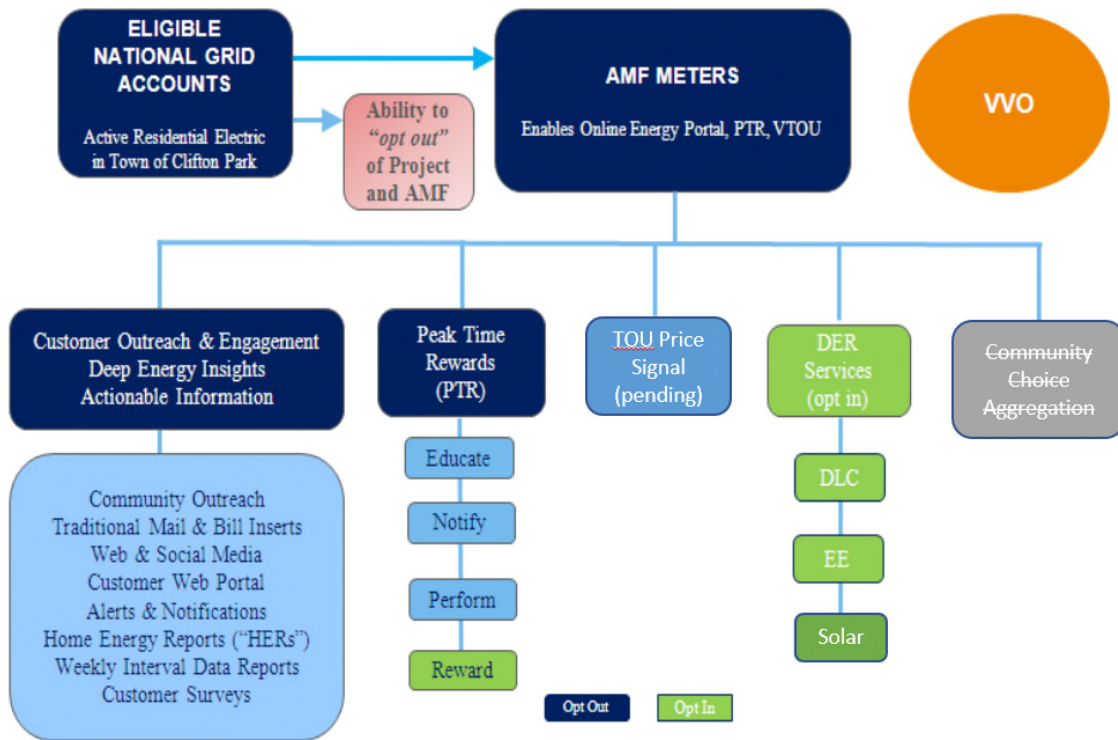 ELIGIBLE
NATIONAL GRID
ACCOUNTS
Active Residential Electric
in Town of Clifton Park
Ability to
“opt out”
of Project
and AMF
AMF METERS
Enables Online Energy Portal, PTR, VTOU
VVO
Customer Outreach & Engagement
Deep Energy Insights
Actionable Information
Community Outreach
Traditional Mail & Bill Inserts
Web & Social Media
Customer Web Portal
Alerts & Notifications
Home Energy Reports (“HERs”)
Weekly Interval Data Reports
Customer Surveys
Peak Time
Rewards
(PTR)
Educate
Notify
Perform
Reward
TOU Price
Signal
(pending)
DER
Services
(opt in)
DLC
EE
Solar
Community
Choice
Aggregation
Opt Out
Opt In